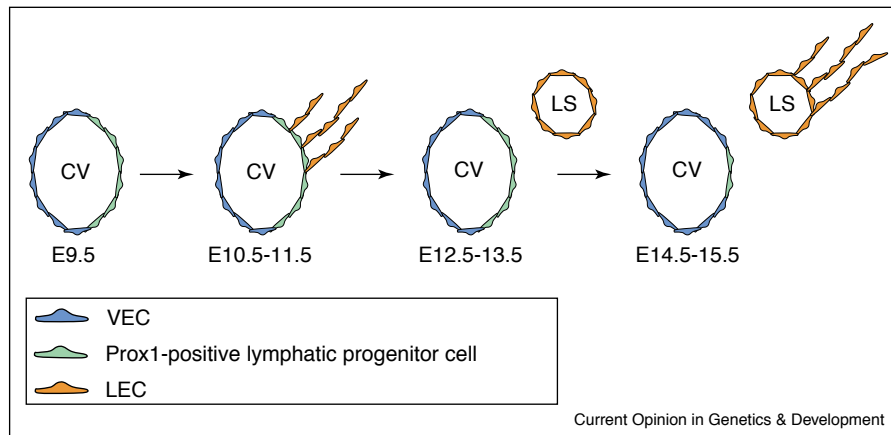 LS
LS
CV
CV
CV
CV
E9.5
E10.5-11.5
E12.5-13.5
E14.5-15.5
VEC
Prox1-positive lymphatic progenitor cell
LEC
Current Opinion in Genetics & Development